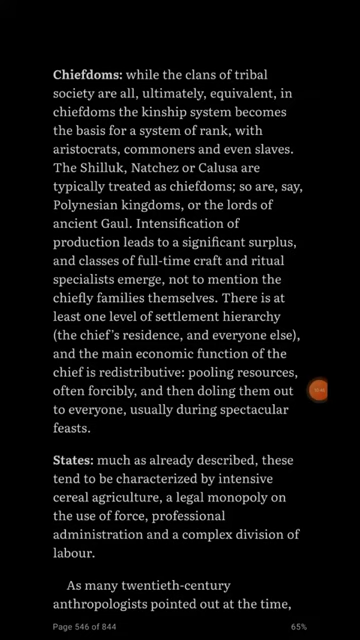 Chiefdoms: while the clans of tribal
society are all, ultimately, equivalent, in
chiefdoms the kinship system becomes
the basis for a system of rank, with
aristocrats, commoners and even slaves.
The Shilluk, Natchez or Calusa are
typically treated as chiefdoms; so are, say,
Polynesian kingdoms, or the lords of
ancient Gaul. Intensification of
production leads to a significant surplus,
and classes of full-time craft and ritual
specialists emerge, not to mention the
chiefly families themselves. There is at
least one level of settlement hierarchy
(the chief's residence, and everyone else),
and the main economic function of the
chief is redistributive: pooling resources,
often forcibly, and then doling them out
to everyone, usually during spectacular
feasts.
States: much as already described, these
tend to be characterized by intensive
cereal agriculture, a legal monopoly on
the use of force, professional
administration and a complex division of
labour.
As many twentieth-century
anthropologists pointed out at the time,
Page 546 of 844 65%